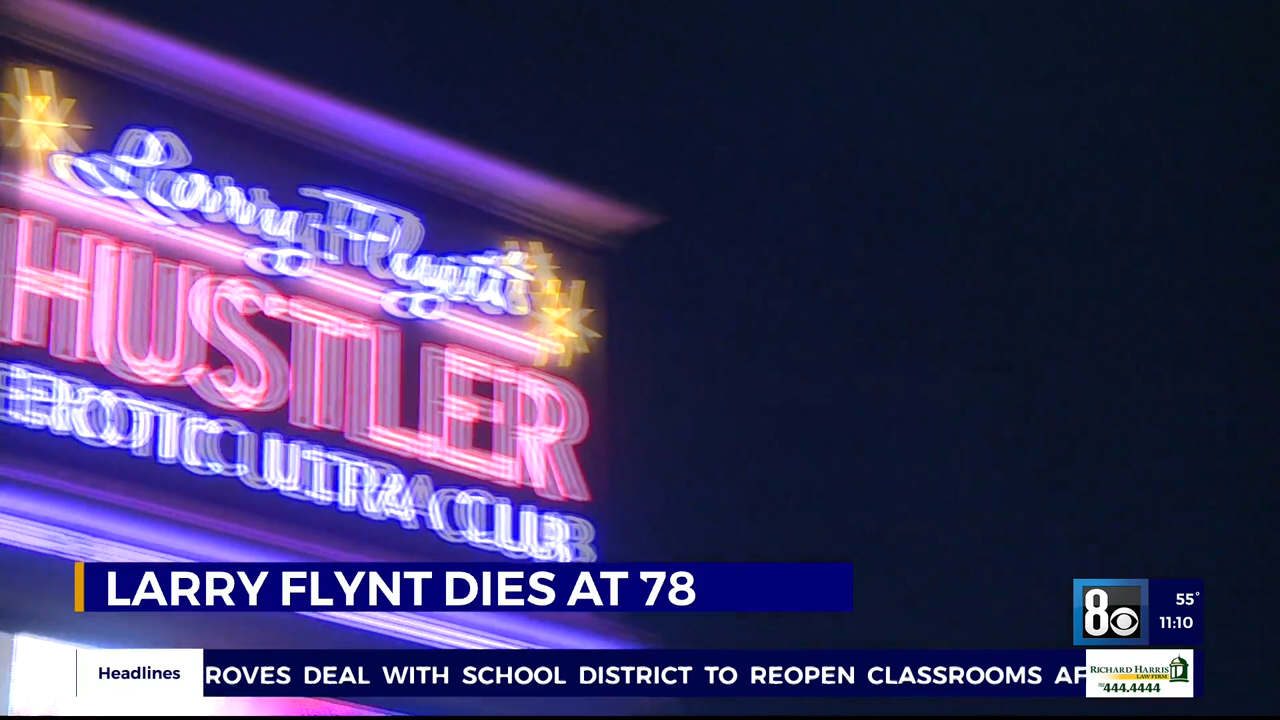 Larry Flynt's
HUSTLER
EROTIC ULTRA CLUB
LARRY FLYNT DIES AT 78
8
55°
11:10
Headlines
ROVES DEAL WITH SCHOOL DISTRICT TO REOPEN CLASSROOMS AF
RICHARD HARRIS
LAW FIRM
444.4444